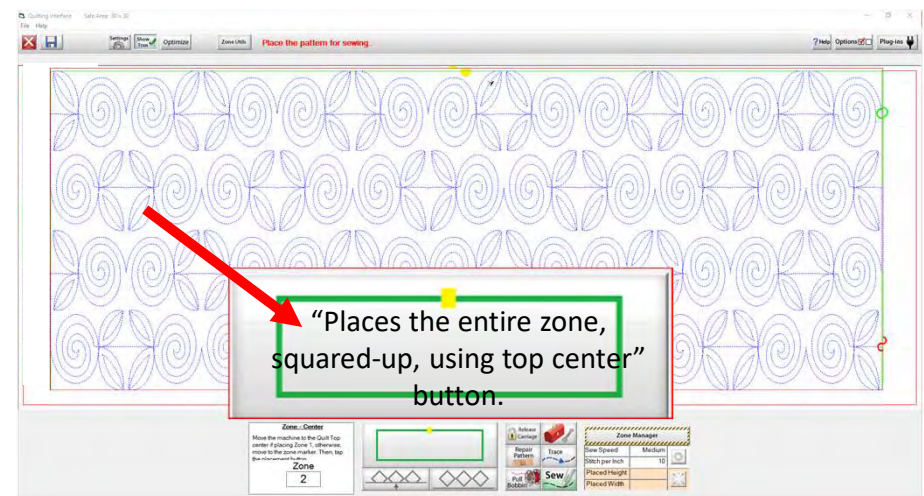 Quilting Interface Safe Area: 30 x 30
File Help
Settings Show Trim Optimize Zone Utils Place the pattern for sewing. ? Help Options Plug-ins
“Places the entire zone,
squared-up, using top center”
button.
Zone - Center
Move the machine to the Quilt Top
center if placing Zone 1, otherwise,
move to the zone marker. Then, tap
the placement button
Zone
2
Release
Carriage
Repair
Pattern
Trace
Pull
Bobbin
Sew
Zone Manager
Sew Speed Medium
Stitch per Inch 10
Placed Height
Placed Width